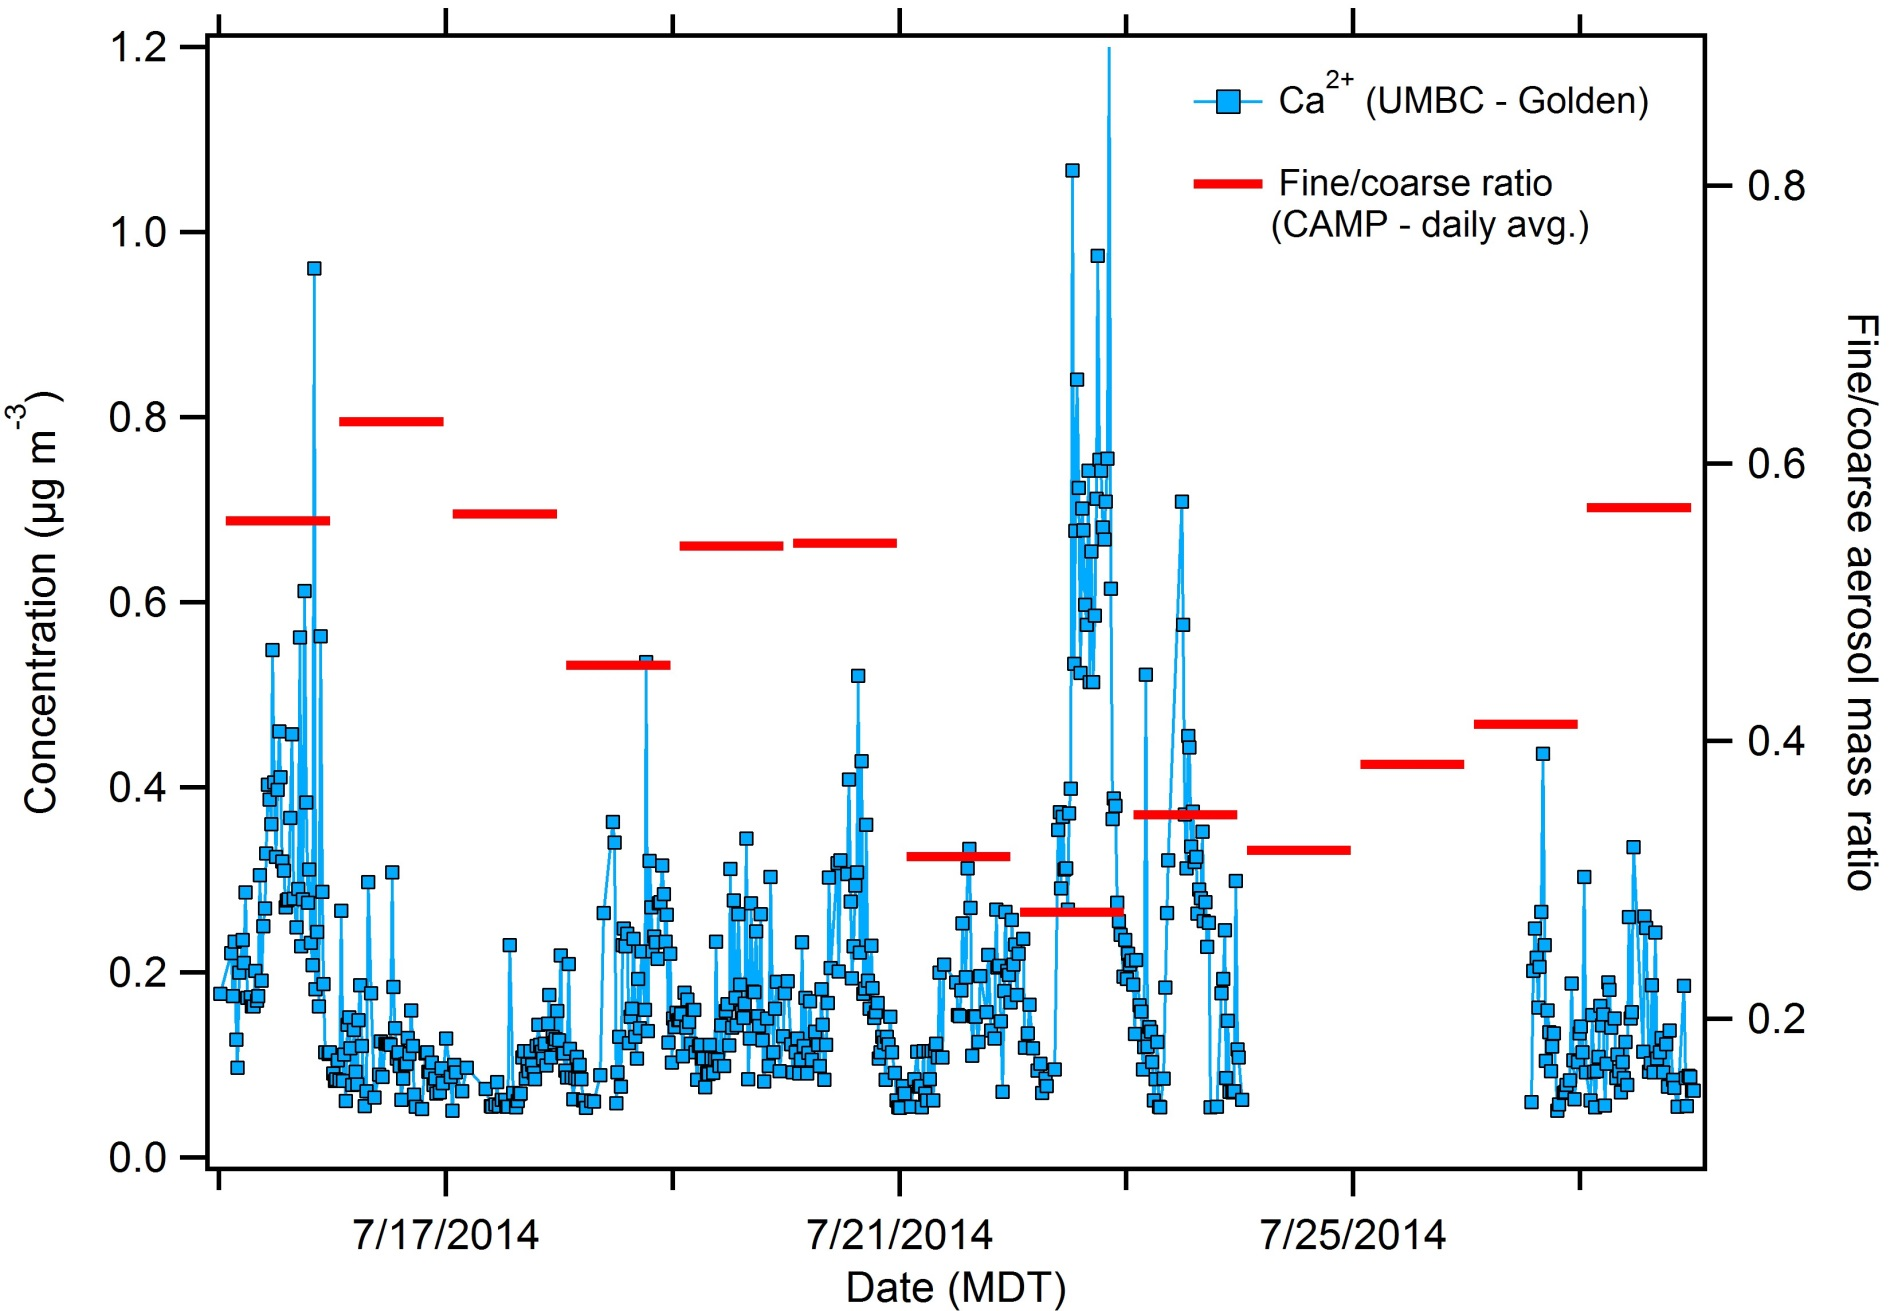 1.2
1.0
0.8
0.6
0.4
0.2
0.0
Concentration (µg m⁻³)
Ca²⁺ (UMBC - Golden)
Fine/coarse ratio
(CAMP - daily avg.)
0.8
0.6
0.4
0.2
Fine/coarse aerosol mass ratio
7/17/2014
7/21/2014
7/25/2014
Date (MDT)